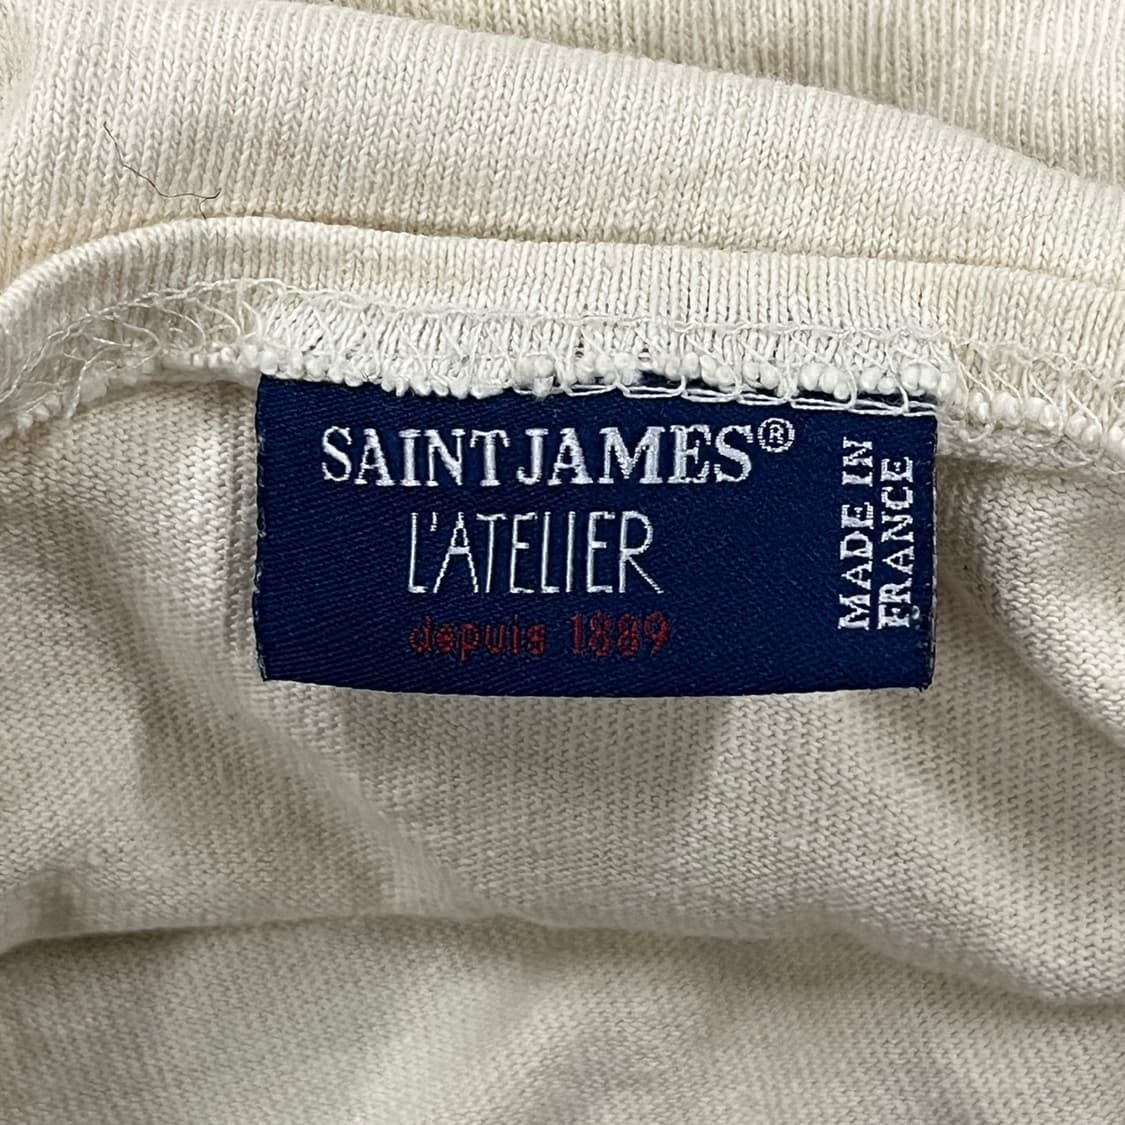 SAINT JAMES®
L'ATELIER
depuis 1889
MADE IN
FRANCE